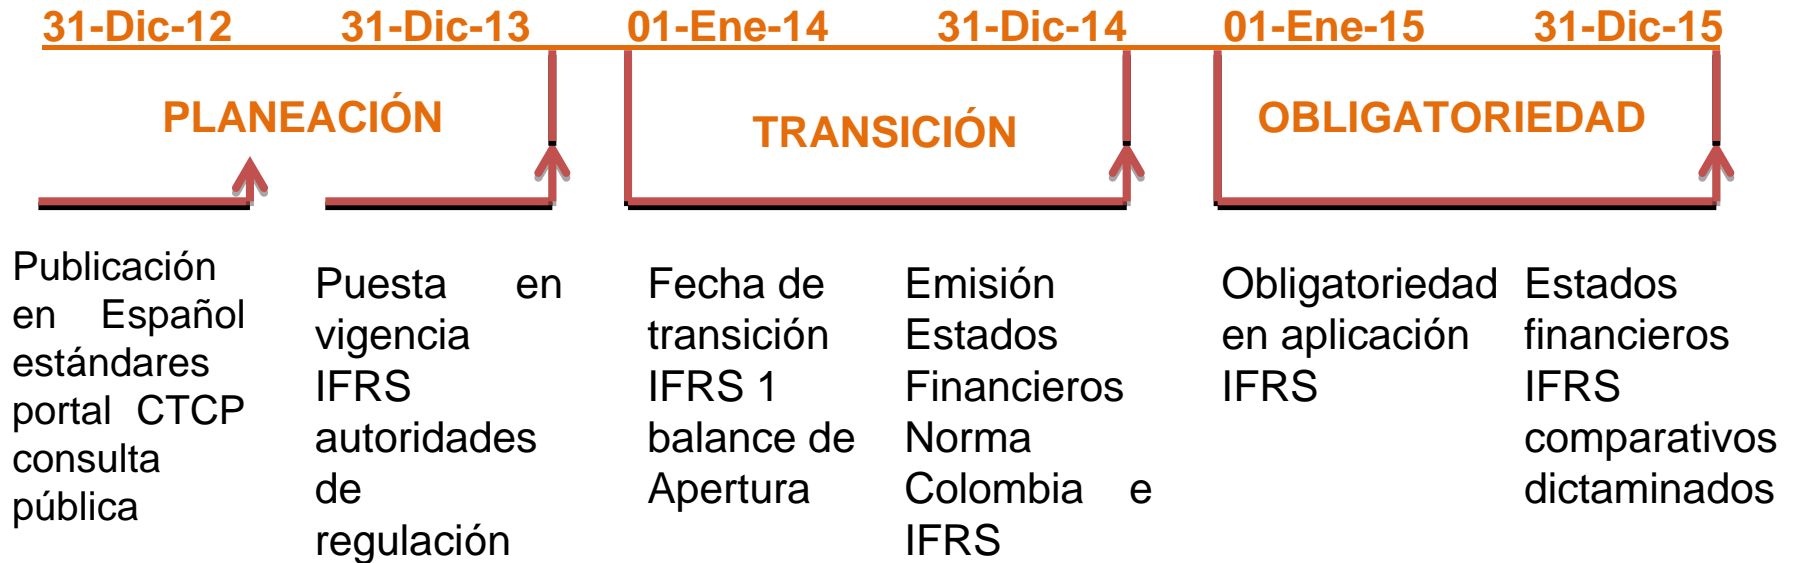 31-Dic-12 31-Dic-13 01-Ene-14 31-Dic-14 01-Ene-15 31-Dic-15
PLANEACIÓN
TRANSICIÓN
OBLIGATORIEDAD
Publicación
en Español
estándares
portal CTCP
consulta
pública
Puesta en
vigencia
IFRS
autoridades
de
regulación
Fecha de
transición
IFRS 1
balance de
Apertura
Emisión
Estados
Financieros
Norma
Colombia e
IFRS
Obligatoriedad
en aplicación
IFRS
Estados
financieros
IFRS
comparativos
dictaminados